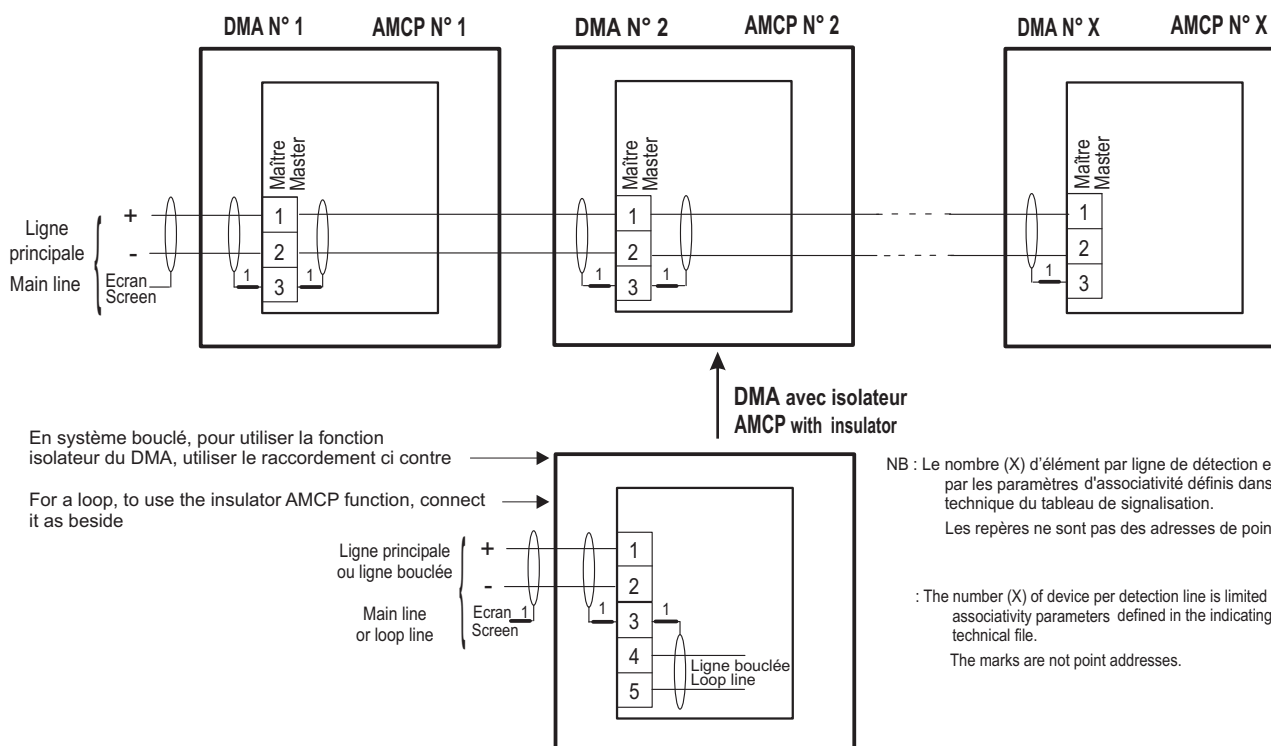 DMA N° 1 AMCP N° 1 DMA N° 2 AMCP N° 2 DMA N° X AMCP N° X
Maître
Master
Maître
Master
Maître
Master
Ligne
principale
Main line
+
-
Ecran
Screen
1
2
3
1
1
1
2
3
1
1
1
2
3
1
DMA avec isolateur
AMCP with insulator
En système bouclé, pour utiliser la fonction
isolateur du DMA, utiliser le raccordement ci contre
For a loop, to use the insulator AMCP function, connect
it as beside
Ligne principale
ou ligne bouclée
Main line
or loop line
+
-
Ecran
Screen
1
1
1
2
3
4
5
1
Ligne bouclée
Loop line
NB : Le nombre (X) d'élément par ligne de détection e
par les paramètres d'associativité définis dans
technique du tableau de signalisation.
Les repères ne sont pas des adresses de poin
: The number (X) of device per detection line is limited
associativity parameters defined in the indicating
technical file.
The marks are not point addresses.